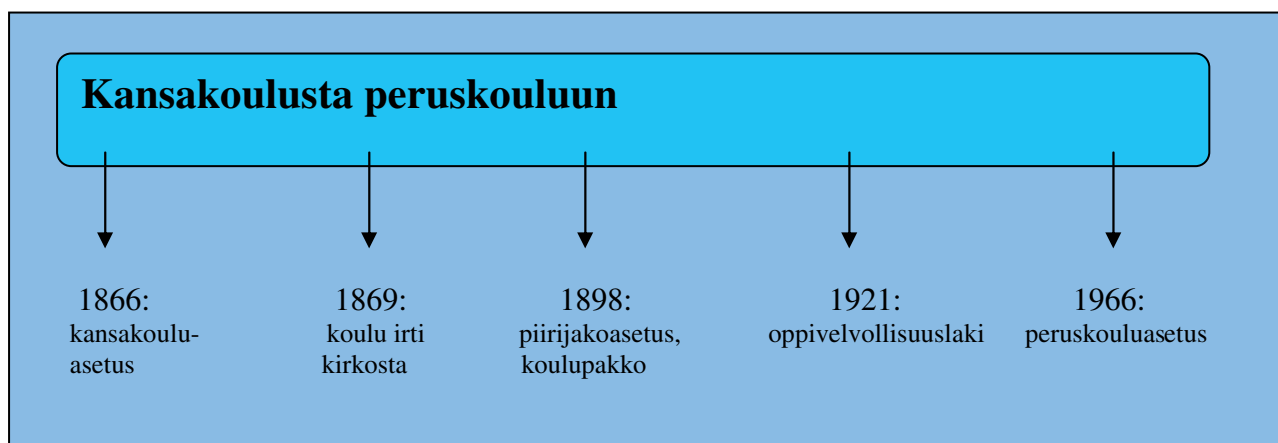 Kansakoulusta peruskouluun
1866:
kansakoulu-
asetus
1869:
koulu irti
kirkosta
1898:
piirijakoasetus,
koulupakko
1921:
oppivelvollisuuslaki
1966:
peruskouluasetus